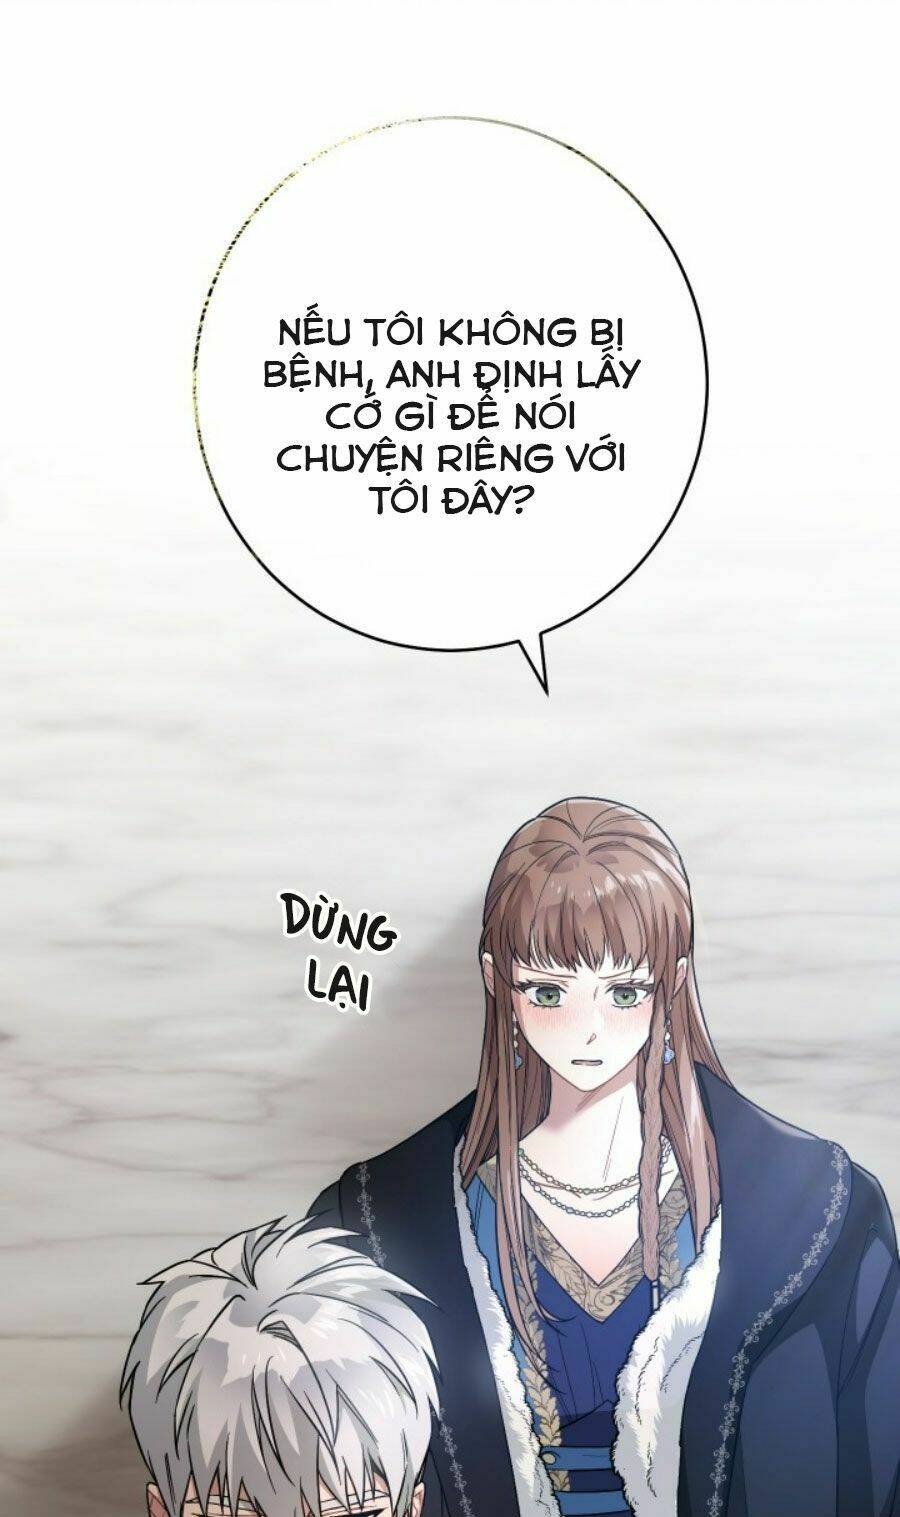 NẾU TÔI KHÔNG BỊ
BỆNH, ANH ĐỊNH LẤY
CỚ GÌ ĐỂ NÓI
CHUYỆN RIÊNG VỚI
TÔI ĐÂY?
DỪNG
LẠI